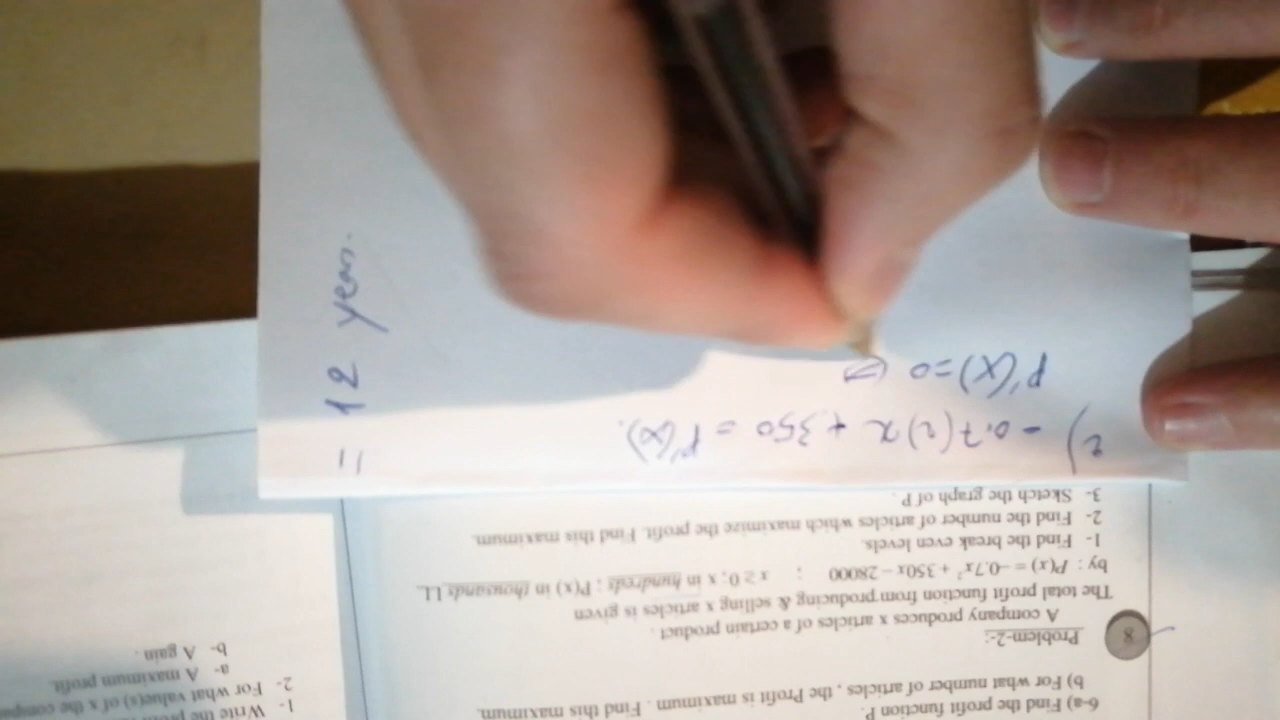 6-a) Find the profit function P.
b) For what number of articles , the Profit is maximum . Find this maximum.
8
Problem-2-:
A company produces x articles of a certain product .
The total profit function from producing & selling x articles is given
by : P(x) = –0.7x² + 350x – 28000 ; x ≥ 0 ; x in hundreds ; P(x) in thousands LL
1- Find the break even levels.
2- Find the number of articles which maximize the profit. Find this maximum.
3- Sketch the graph of P .
2) -0.7(2)x + 350 = P'(x).
P'(x)=0 ⇔
= 12 years.
1- Write the
2- For what value(s) of x the
a- A maximum profit.
b- A gain .